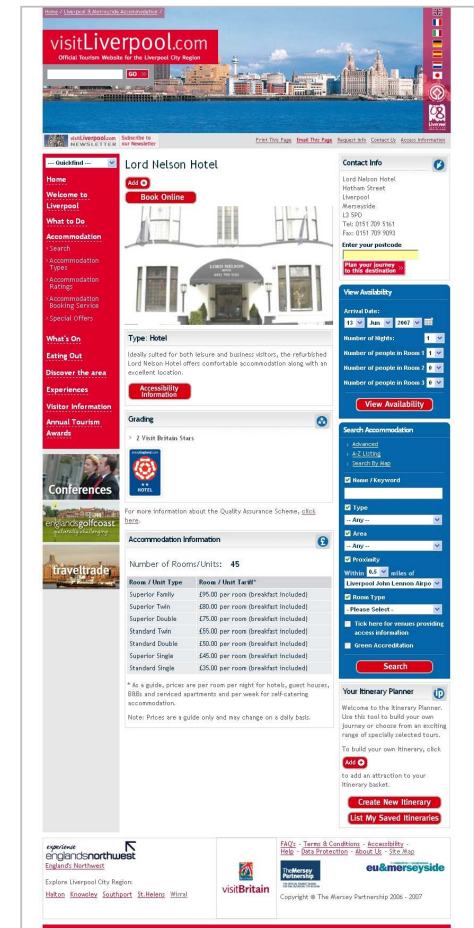 Home / Liverpool & Merseyside Accommodation /
visitLiverpool.com
Official Tourism Website for the Liverpool City Region
GO
visitLiverpool.com
NEWSLETTER
Subscribe to
our Newsletter
Print This Page Email This Page Request Info Contact Us Access Information
--- Quickfind ---
Home
Welcome to
Liverpool
What to Do
Accommodation
Search
Accommodation
Types
Accommodation
Ratings
Accommodation
Booking Service
Special Offers
What's On
Eating Out
Discover the area
Experiences
Visitor Information
Annual Tourism
Awards
Conferences
englandsgolfcoast
traveltrade
Lord Nelson Hotel
Add
Book Online
LORD NELSON
Type: Hotel
Ideally suited for both leisure and business visitors, the refurbished
Lord Nelson Hotel offers comfortable accommodation along with an
excellent location.
Accessibility
Information
Grading
2 Visit Britain Stars
HOTEL
For more information about the Quality Assurance Scheme, click
here.
Accommodation Information
£
Number of Rooms/Units: 45
Room / Unit Type Room / Unit Tariff*
Superior Family £95.00 per room (breakfast included)
Superior Twin £80.00 per room (breakfast included)
Superior Double £75.00 per room (breakfast included)
Standard Twin £55.00 per room (breakfast included)
Standard Double £50.00 per room (breakfast included)
Superior Single £45.00 per room (breakfast included)
Standard Single £35.00 per room (breakfast included)
* As a guide, prices are per room per night for hotels, guest houses,
B&Bs and serviced apartments and per week for self-catering
accommodation.
Note: Prices are a guide only and may change on a daily basis.
Contact Info
Lord Nelson Hotel
Hotham Street
Liverpool
Merseyside
L3 5PD
Tel: 0151 709 5161
Fax: 0151 709 9093
Enter your postcode
Plan your journey
to this destination
View Availability
Arrival Date:
13 Jun 2007
Number of Nights: 1
Number of people in Room 1 1
Number of people in Room 2 0
Number of people in Room 3 0
View Availability
Search Accommodation
Advanced
A-Z Listing
Search By Map
Name / Keyword
Type
-- Any --
Area
-- Any --
Proximity
Within 0.5 miles of
Liverpool John Lennon Airpo
Room Type
- Please Select -
Tick here for venues providing
access information
Green Accreditation
Search
Your Itinerary Planner
ip
Welcome to the Itinerary Planner.
Use this tool to build your own
journey or choose from an exciting
range of specially selected tours.
To build your own itinerary, click
Add
to add an attraction to your
itinerary basket.
Create New Itinerary
List My Saved Itineraries
experience
englandsnorthwest
England's Northwest
Explore Liverpool City Region:
Halton Knowsley Southport St.Helens Wirral
visitBritain
FAQ's - Terms & Conditions - Accessibility -
Help - Data Protection - About Us - Site Map
TheMersey
Partnership
eu&merseyside
Copyright © The Mersey Partnership 2006 - 2007